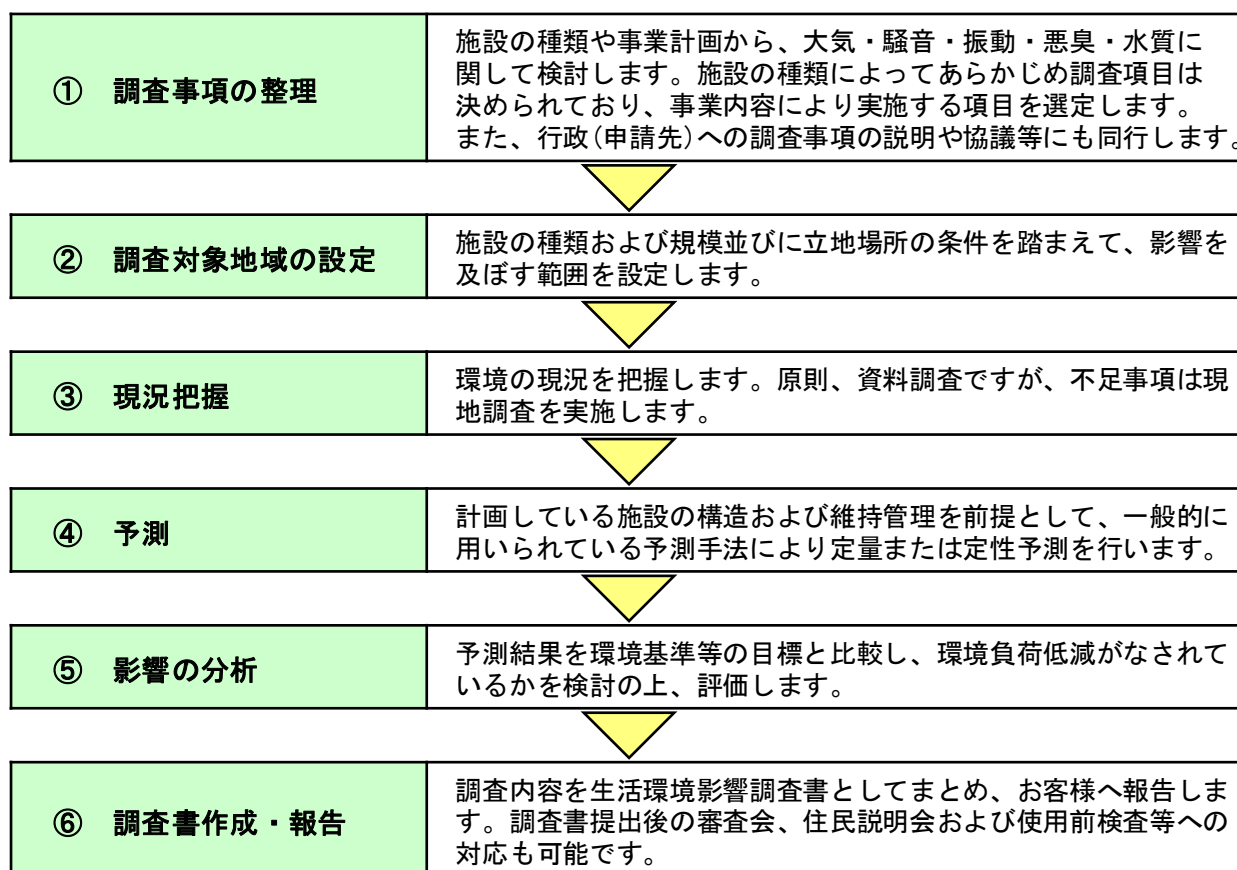 ① 調査事項の整理
施設の種類や事業計画から、大気・騒音・振動・悪臭・水質に
関して検討します。施設の種類によってあらかじめ調査項目は
決められており、事業内容により実施する項目を選定します。
また、行政(申請先)への調査事項の説明や協議等にも同行します。
② 調査対象地域の設定
施設の種類および規模並びに立地場所の条件を踏まえて、影響を
及ぼす範囲を設定します。
③ 現況把握
環境の現況を把握します。原則、資料調査ですが、不足事項は現
地調査を実施します。
④ 予測
計画している施設の構造および維持管理を前提として、一般的に
用いられている予測手法により定量または定性予測を行います。
⑤ 影響の分析
予測結果を環境基準等の目標と比較し、環境負荷低減がなされて
いるかを検討の上、評価します。
⑥ 調査書作成・報告
調査内容を生活環境影響調査書としてまとめ、お客様へ報告しま
す。調査書提出後の審査会、住民説明会および使用前検査等への
対応も可能です。